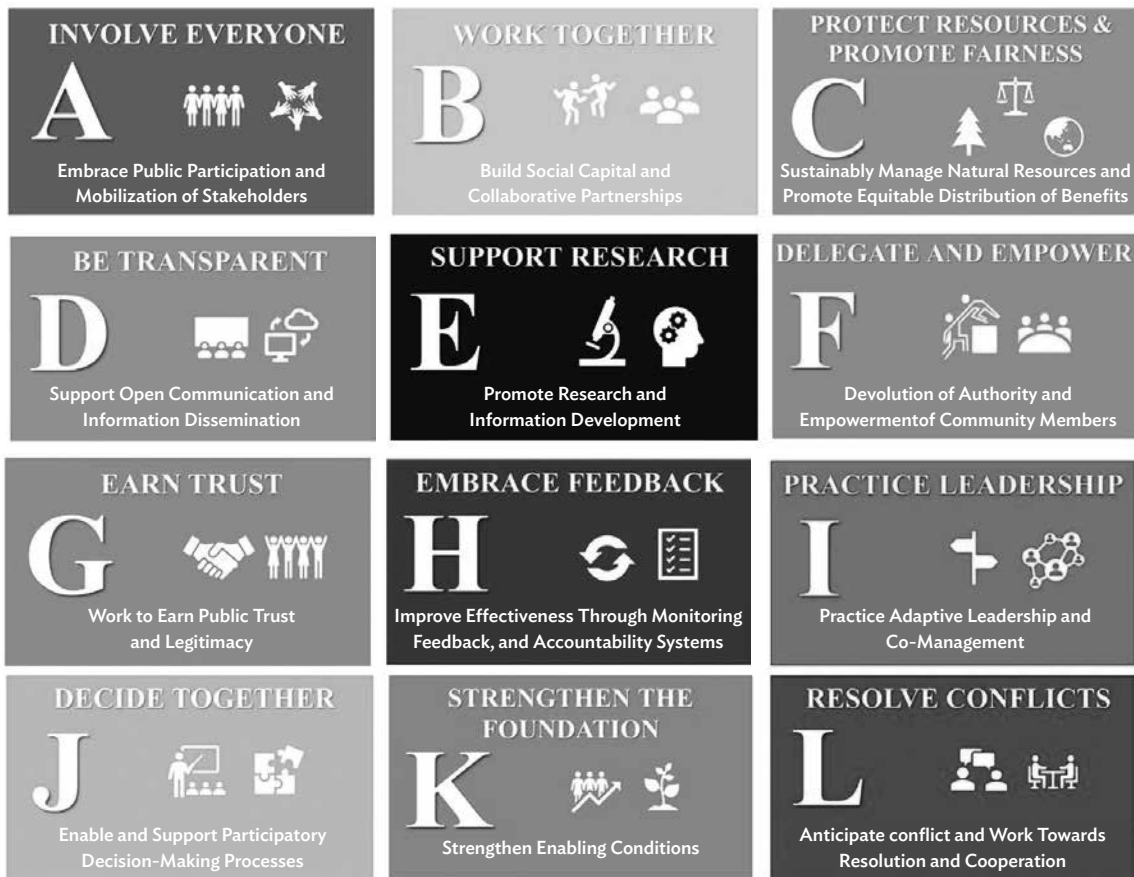 INVOLVE EVERYONE
A
Embrace Public Participation and
Mobilization of Stakeholders
WORK TOGETHER
B
Build Social Capital and
Collaborative Partnerships
PROTECT RESOURCES &
PROMOTE FAIRNESS
C
Sustainably Manage Natural Resources and
Promote Equitable Distribution of Benefits
BE TRANSPARENT
D
Support Open Communication and
Information Dissemination
SUPPORT RESEARCH
E
Promote Research and
Information Development
DELEGATE AND EMPOWER
F
Devolution of Authority and
Empowermentof Community Members
EARN TRUST
G
Work to Earn Public Trust
and Legitimacy
EMBRACE FEEDBACK
H
Improve Effectiveness Through Monitoring
Feedback, and Accountability Systems
PRACTICE LEADERSHIP
I
Practice Adaptive Leadership and
Co-Management
DECIDE TOGETHER
J
Enable and Support Participatory
Decision-Making Processes
STRENGTHEN THE
FOUNDATION
K
Strengthen Enabling Conditions
RESOLVE CONFLICTS
L
Anticipate conflict and Work Towards
Resolution and Cooperation